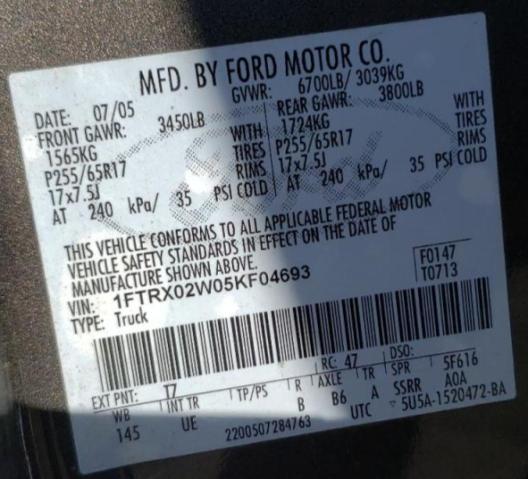 MFD. BY FORD MOTOR CO.
DATE: 07/05 GVWR: 6700LB/ 3039KG
FRONT GAWR: 3450LB REAR GAWR: 3800LB
1565KG WITH 1724KG WITH
P255/65R17 TIRES P255/65R17 TIRES
17x7.5J RIMS 17x7.5J RIMS
AT 240 kPa/ 35 PSI COLD AT 240 kPa/ 35 PSI COLD
THIS VEHICLE CONFORMS TO ALL APPLICABLE FEDERAL MOTOR
VEHICLE SAFETY STANDARDS IN EFFECT ON THE DATE OF
MANUFACTURE SHOWN ABOVE.
VIN: 1FTRX02W05KF04693
TYPE: Truck
F0147
T0713
EXT PNT: T7 RC: 47 DSO:
WB INT TR TP/PS R AXLE TR SPR 5F616
145 UE B B6 A SSRR A0A
2200507284763 UTC 5U5A-1520472-BA
Ford